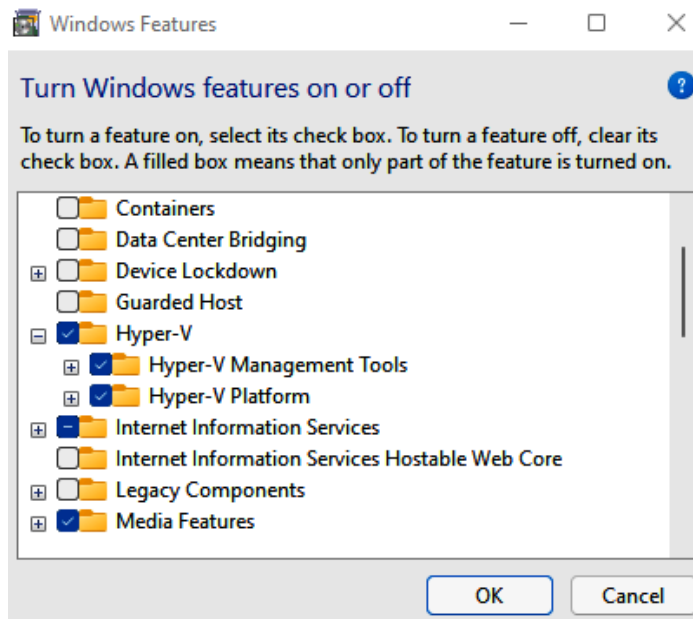 Windows Features
Turn Windows features on or off
?
To turn a feature on, select its check box. To turn a feature off, clear its
check box. A filled box means that only part of the feature is turned on.
Containers
Data Center Bridging
Device Lockdown
Guarded Host
Hyper-V
Hyper-V Management Tools
Hyper-V Platform
Internet Information Services
Internet Information Services Hostable Web Core
Legacy Components
Media Features
OK
Cancel